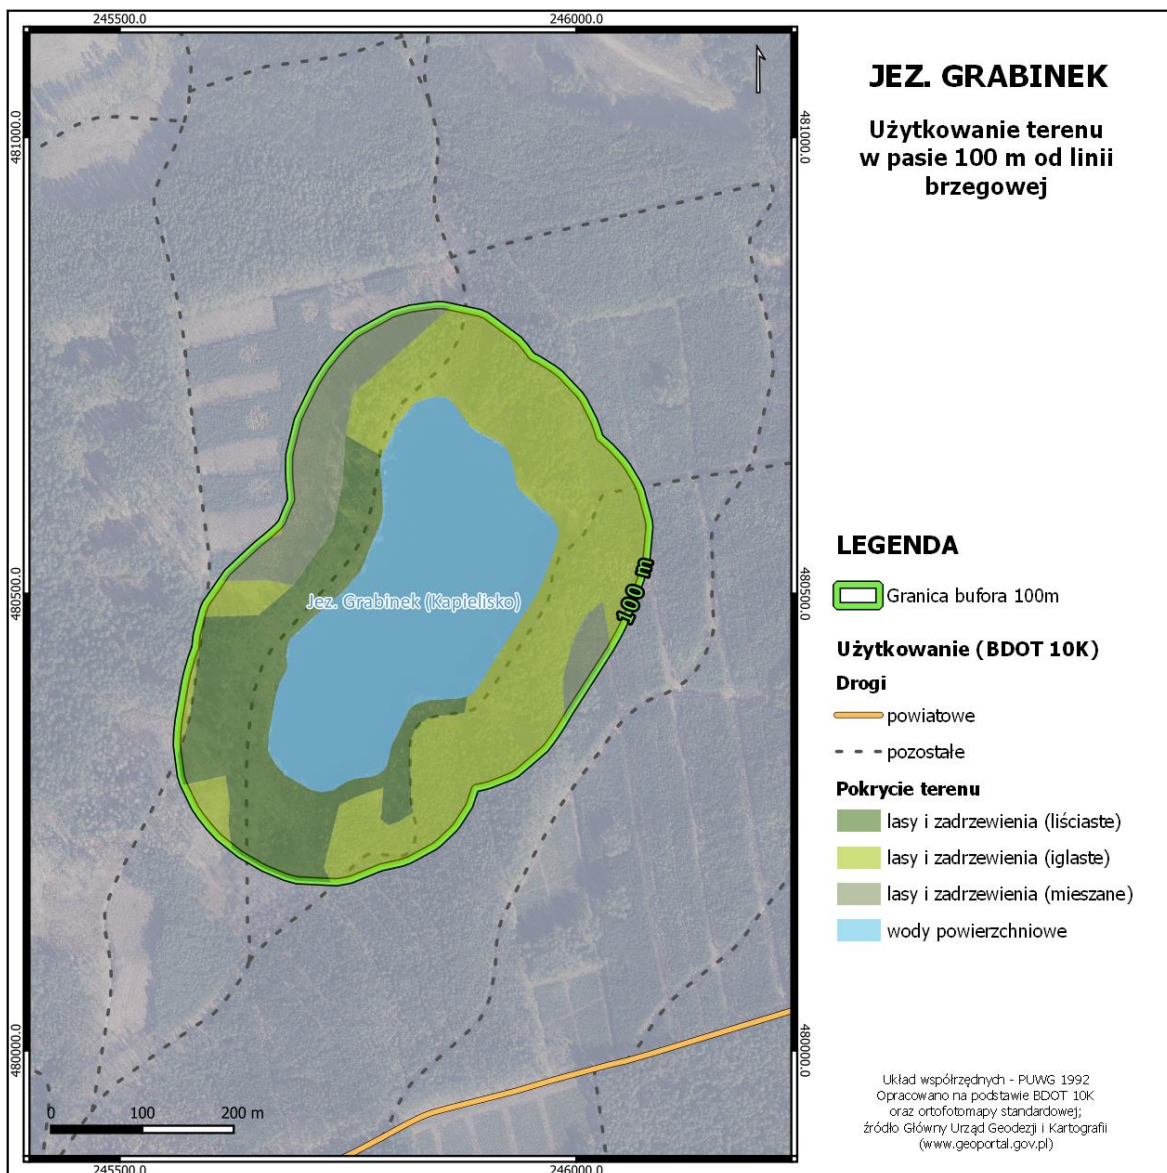 245500.0
246000.0
481000.0
481000.0
JEZ. GRABINEK
Użytkowanie terenu
w pasie 100 m od linii
brzegowej
480500.0
480500.0
Jez. Grabinek (Kapielisko)
100 m
LEGENDA
Granica bufora 100m
Użytkowanie (BDOT 10K)
Drogi
powiatowe
pozostałe
Pokrycie terenu
lasy i zadrzewienia (liściaste)
lasy i zadrzewienia (iglaste)
lasy i zadrzewienia (mieszane)
wody powierzchniowe
480000.0
480000.0
0 100 200 m
245500.0
246000.0
Układ współrzędnych - PUWG 1992
Opracowano na podstawie BDOT 10K
oraz ortofotomapy standardowej;
źródło Główny Urząd Geodezji i Kartografii
(www.geoportal.gov.pl)